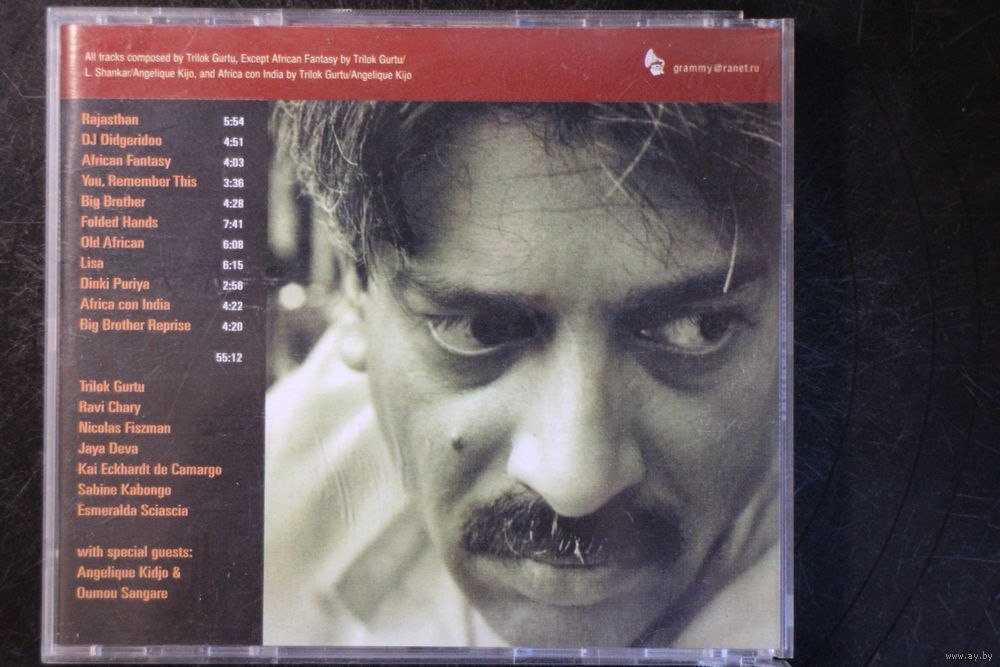 All tracks composed by Trilok Gurtu, Except African Fantasy by Trilok Gurtu/
L. Shankar/Angelique Kijo, and Africa con India by Trilok Gurtu/Angelique Kijo
grammy@ranet.ru
Rajasthan 5:54
DJ Didgeridoo 4:51
African Fantasy 4:03
You, Remember This 3:36
Big Brother 4:28
Folded Hands 7:41
Old African 6:08
Lisa 6:15
Dinki Puriya 2:58
Africa con India 4:22
Big Brother Reprise 4:20
55:12
Trilok Gurtu
Ravi Chary
Nicolas Fiszman
Jaya Deva
Kai Eckhardt de Camargo
Sabine Kabongo
Esmeralda Sciascia
with special guests:
Angelique Kidjo &
Oumou Sangare
www.ay.by